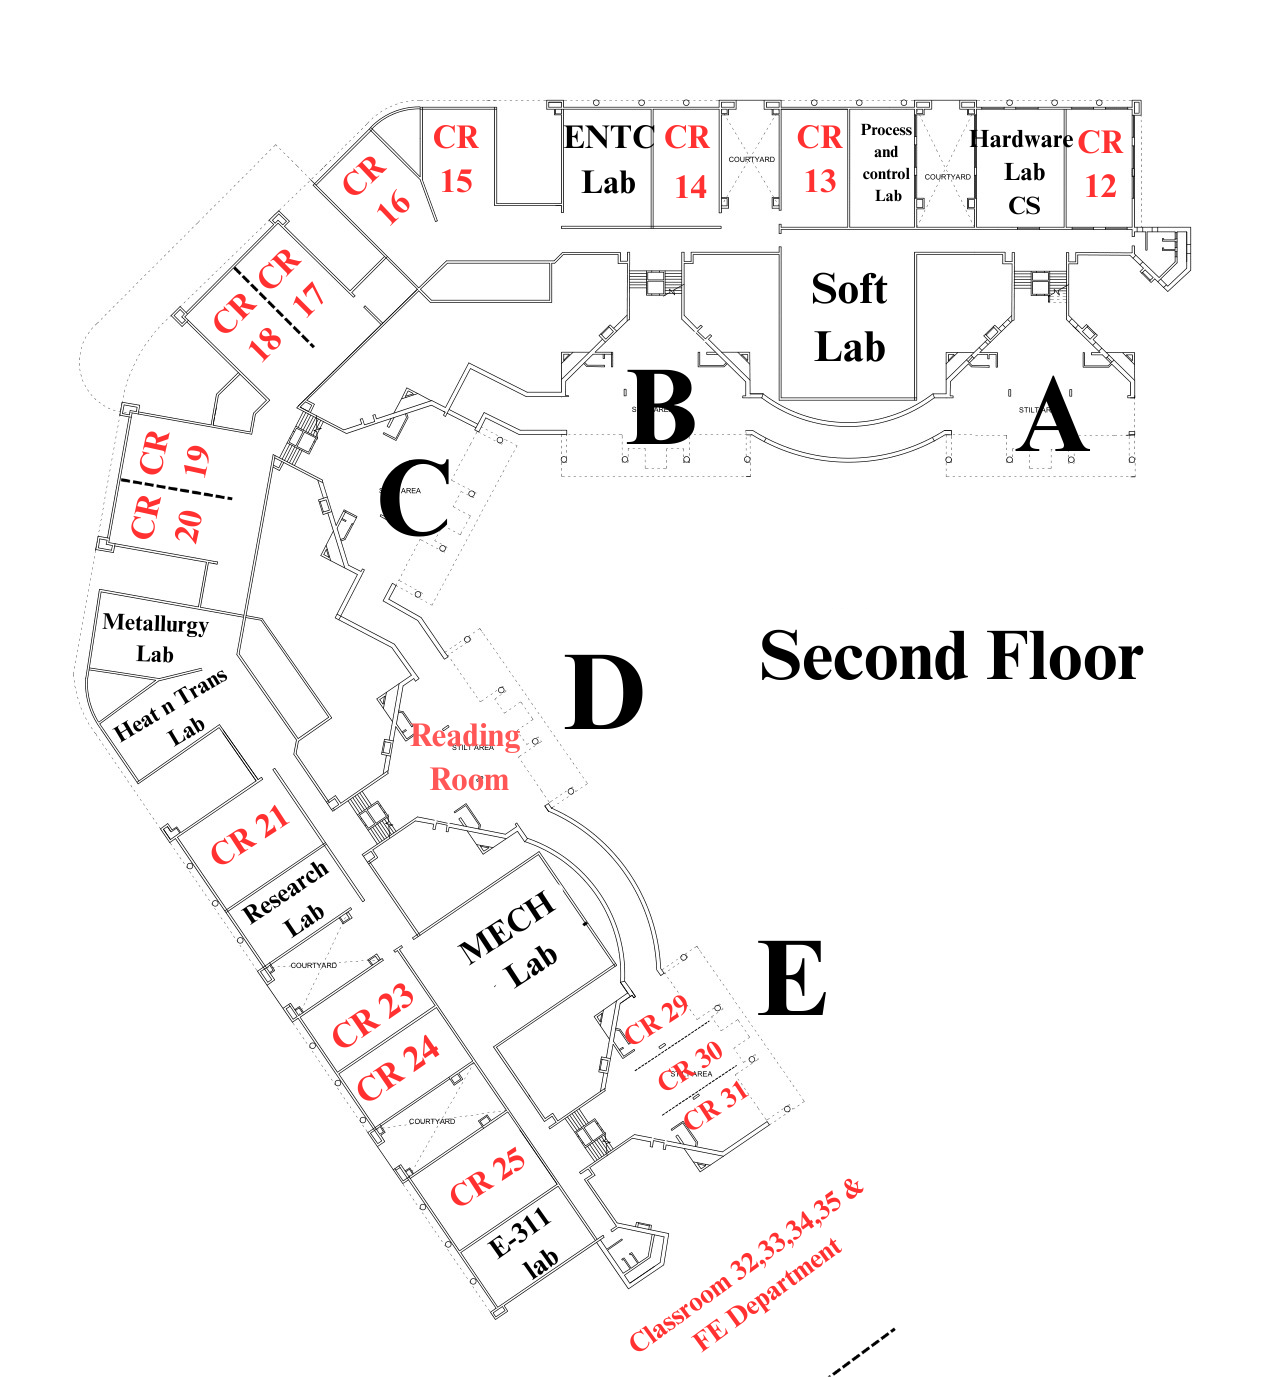 ENTC
Lab
CR
15
CR
14
COURTYARD
CR
13
Process
and
control
Lab
COURTYARD
Hardware
Lab
CS
CR
12
CR
16
CR
17
CR
18
Soft
Lab
STILT AREA
B
STILT AREA
A
CR
19
CR
20
STILT AREA
C
Metallurgy
Lab
Heat n Trans
Lab
Second Floor
D
Reading
Room
STILT AREA
CR 21
Research
Lab
COURTYARD
MECH
Lab
E
CR 23
CR 24
CR 29
CR 30
STILT AREA
CR 31
COURTYARD
CR 25
E-311
lab
Classroom 32,33,34,35 &
FE Department